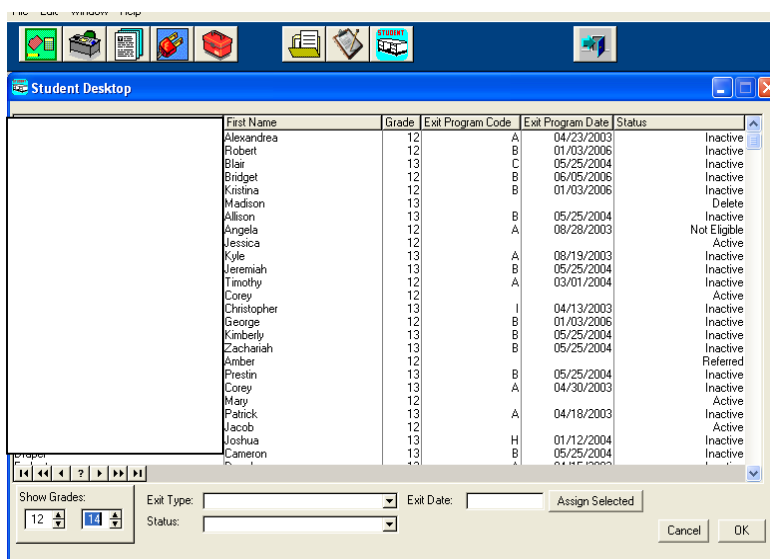 File Edit Window Help
STUDENT
Student Desktop
First Name Grade Exit Program Code Exit Program Date Status
Alexandrea 12 A 04/23/2003 Inactive
Robert 12 B 01/03/2006 Inactive
Blair 13 C 05/25/2004 Inactive
Bridget 12 B 06/05/2006 Inactive
Kristina 12 B 01/03/2006 Inactive
Madison 13 Delete
Allison 13 B 05/25/2004 Inactive
Angela 12 A 08/28/2003 Not Eligible
Jessica 12 Active
Kyle 13 A 08/19/2003 Inactive
Jeremiah 13 B 05/25/2004 Inactive
Timothy 12 A 03/01/2004 Inactive
Corey 12 Active
Christopher 13 I 04/13/2003 Inactive
George 12 B 01/03/2006 Inactive
Kimberly 13 B 05/25/2004 Inactive
Zachariah 13 B 05/25/2004 Inactive
Amber 12 Referred
Prestin 13 B 05/25/2004 Inactive
Corey 13 A 04/30/2003 Inactive
Mary 12 Active
Patrick 13 A 04/18/2003 Inactive
Jacob 12 Active
Joshua 13 H 01/12/2004 Inactive
Draper Cameron 13 B 05/25/2004 Inactive
?
Show Grades: Exit Type: Exit Date: Assign Selected
12 14 Status:
Cancel OK